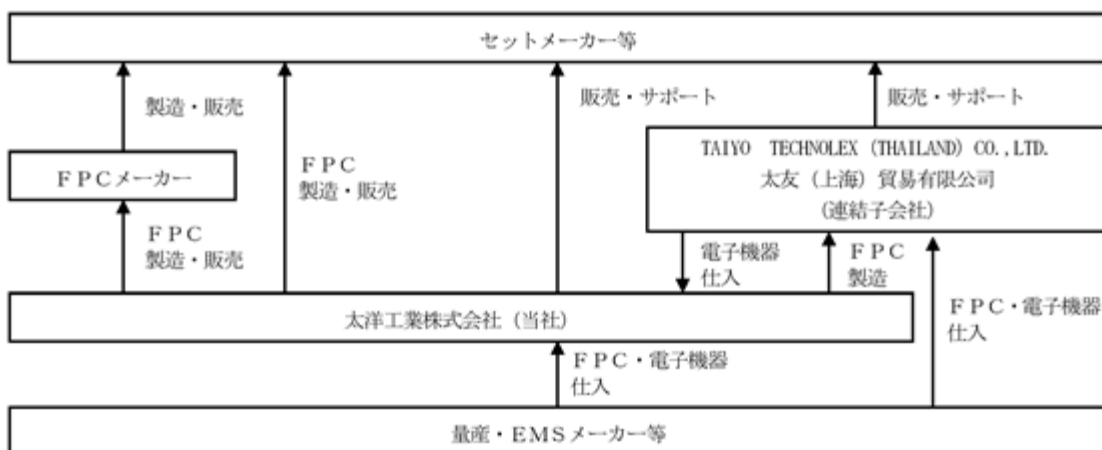 セットメーカー等
製造・販売
販売・サポート
販売・サポート
FPCメーカー
FPC
製造・販売
TAIYO TECHNOLEX (THAILAND) CO.,LTD.
太友（上海）貿易有限公司
（連結子会社）
FPC
製造・販売
電子機器
仕入
FPC
製造
太洋工業株式会社（当社）
FPC・電子機器
仕入
FPC・電子機器
仕入
量産・EMSメーカー等